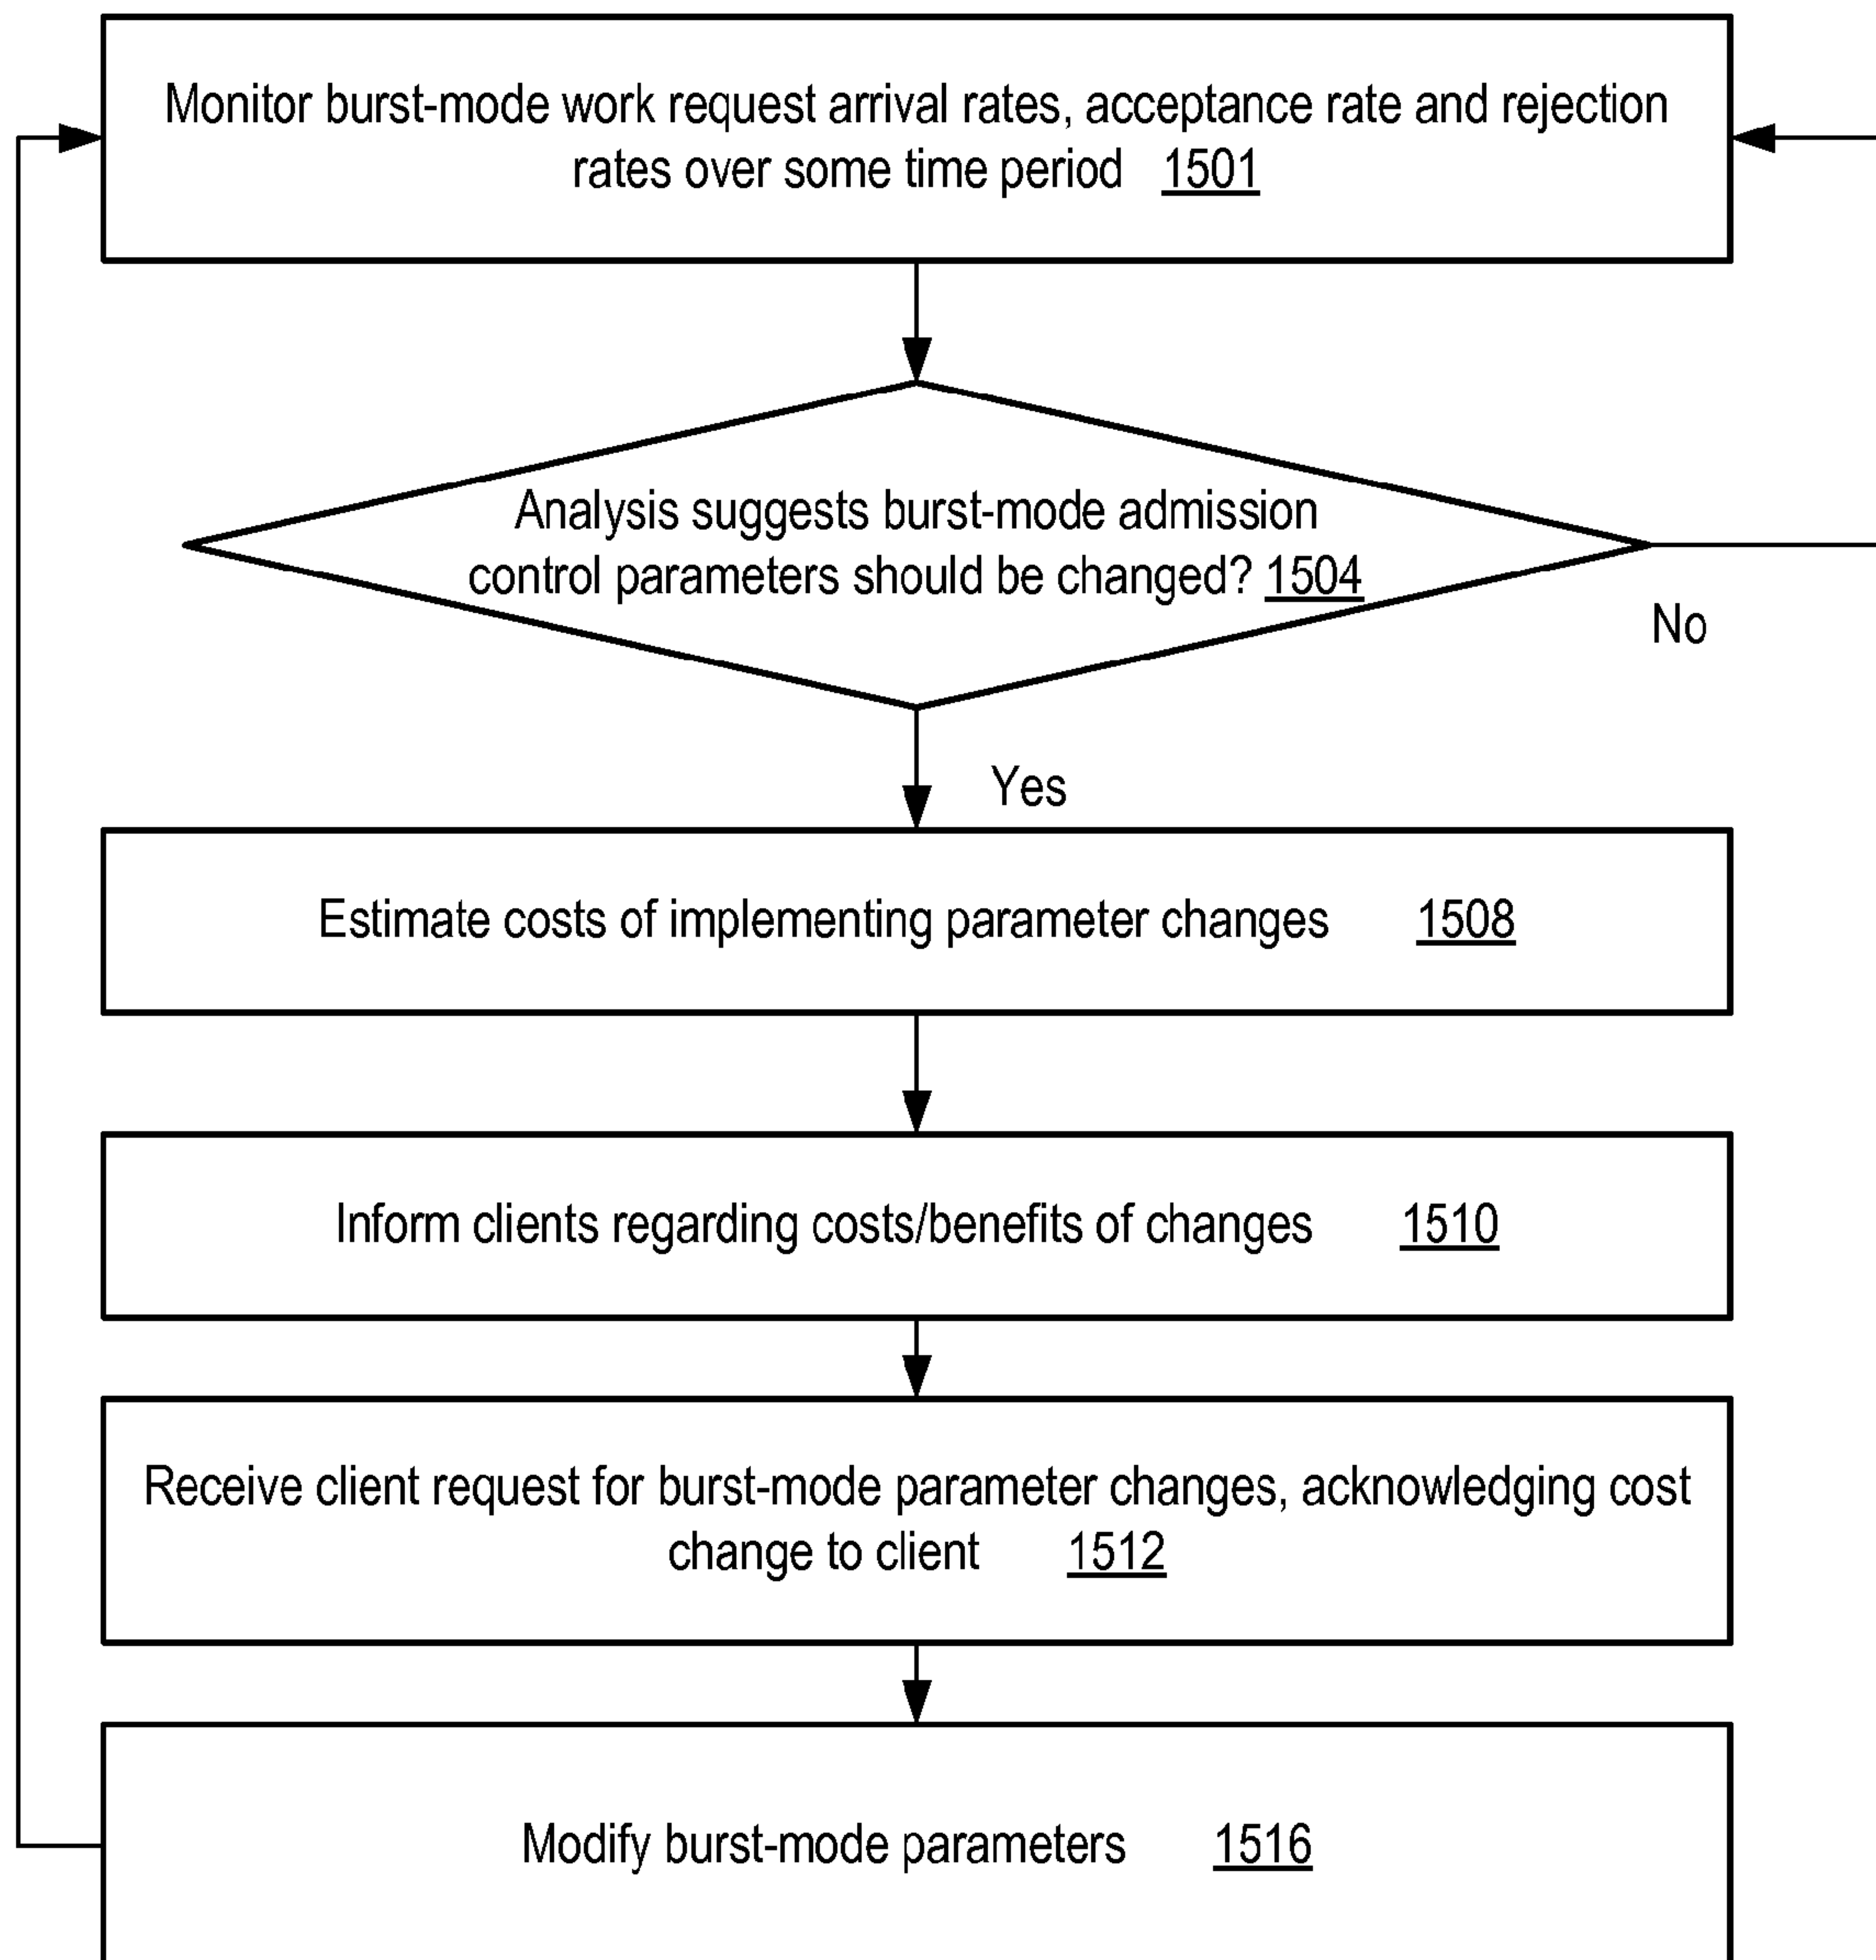 Monitor burst-mode work request arrival rates, acceptance rate and rejection
rates over some time period 1501
Analysis suggests burst-mode admission
control parameters should be changed? 1504
No
Yes
Estimate costs of implementing parameter changes 1508
Inform clients regarding costs/benefits of changes 1510
Receive client request for burst-mode parameter changes, acknowledging cost
change to client 1512
Modify burst-mode parameters 1516